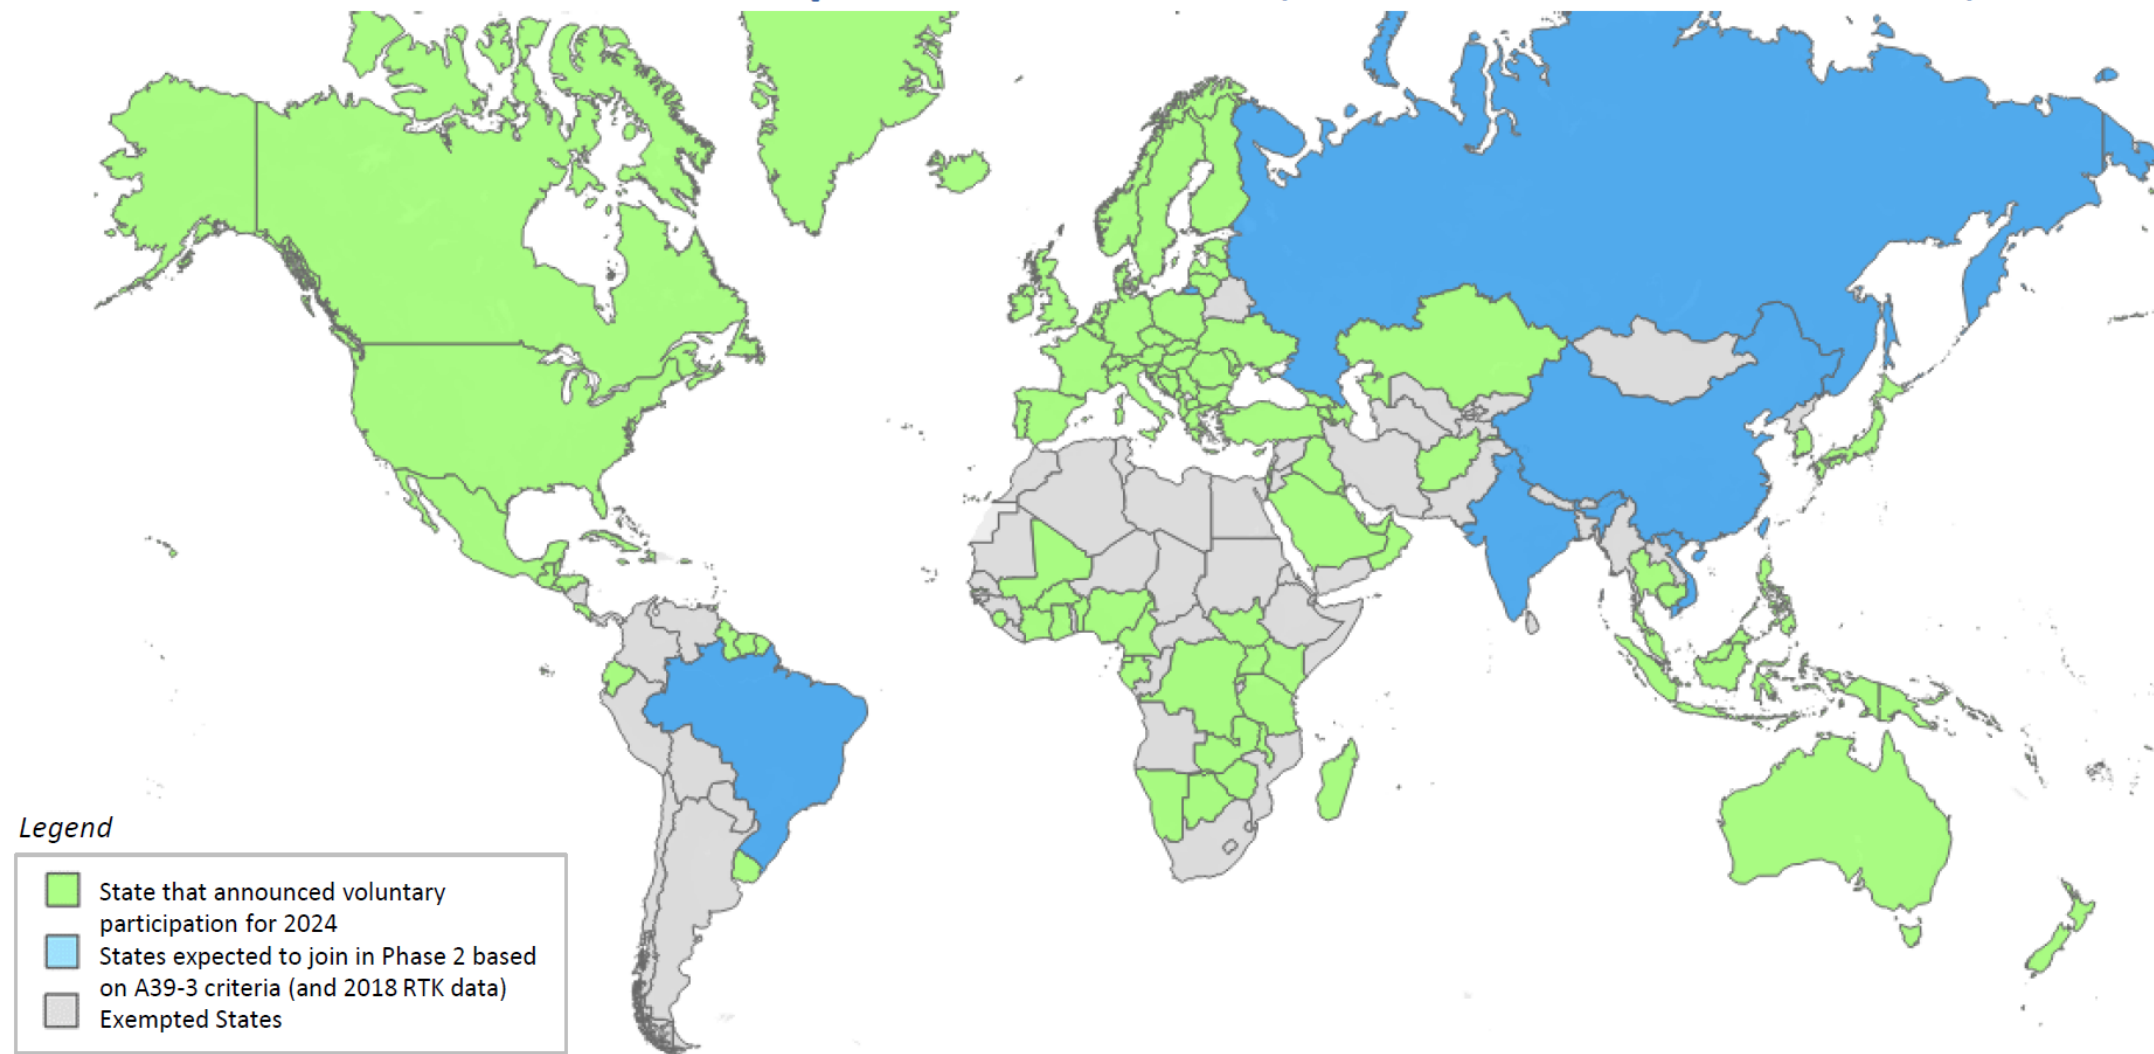 Legend
State that announced voluntary
participation for 2024
States expected to join in Phase 2 based
on A39-3 criteria (and 2018 RTK data)
Exempted States